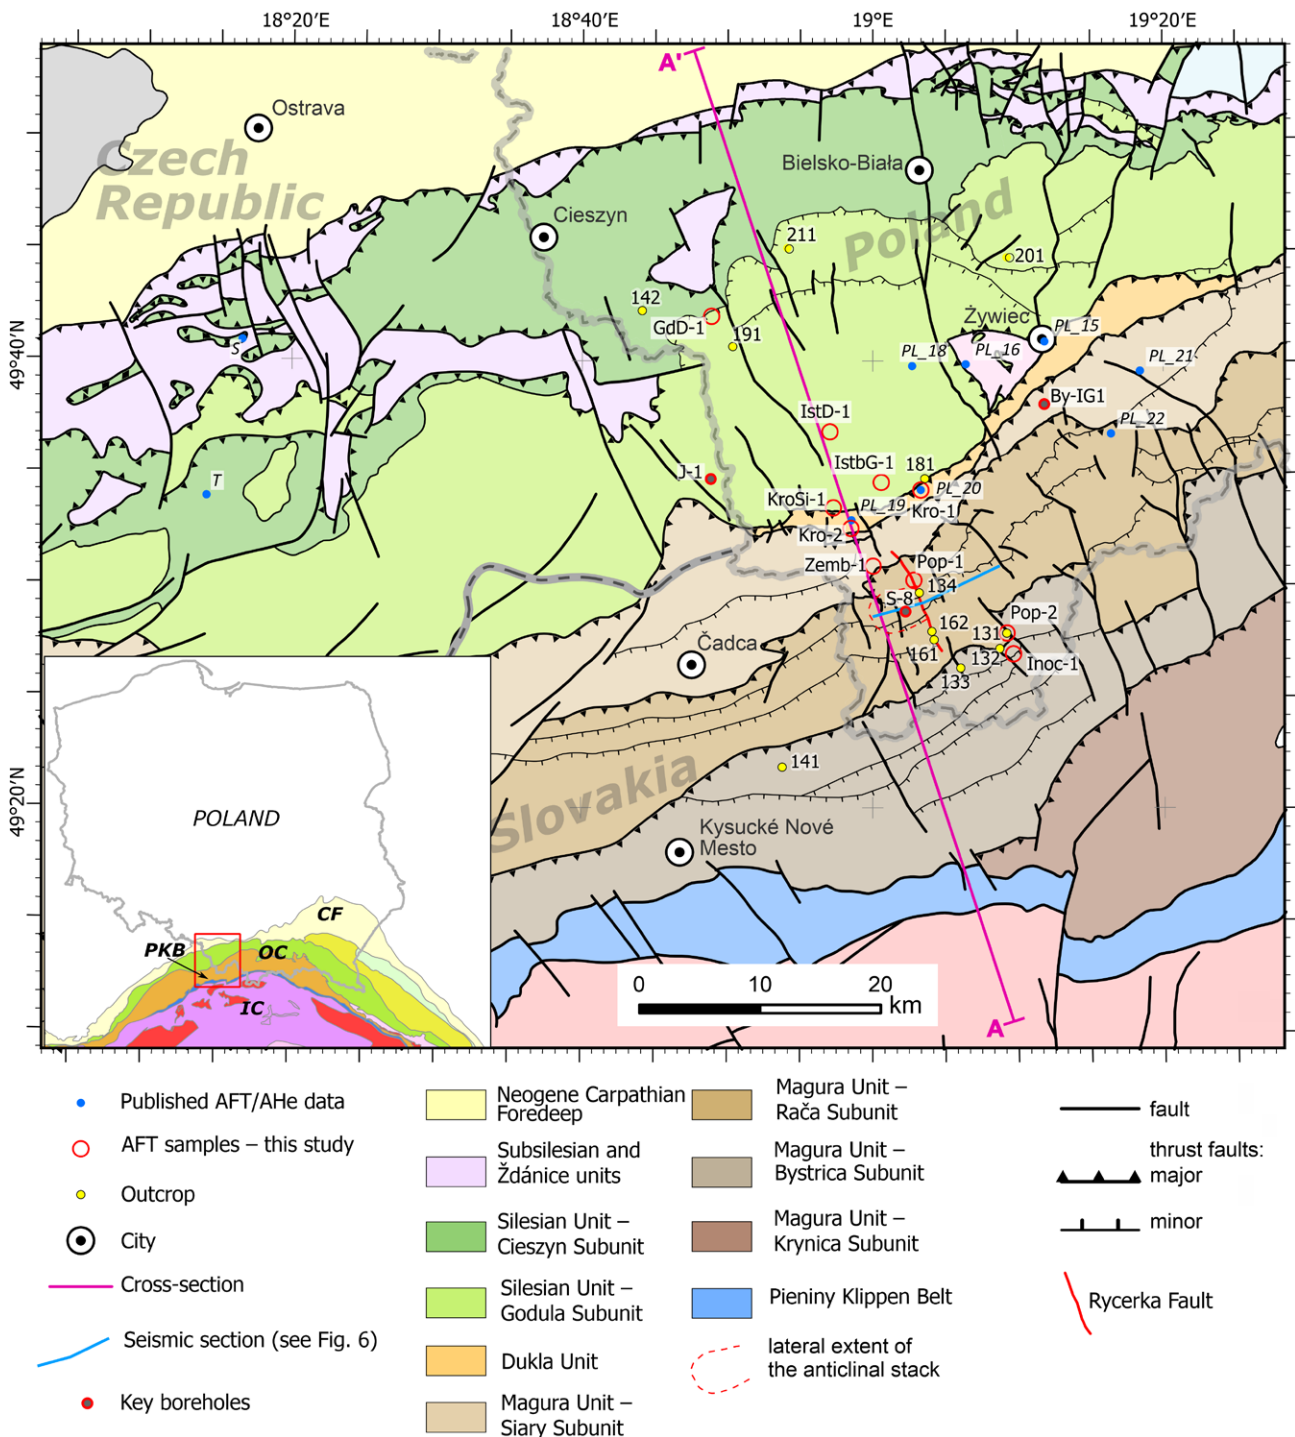 18°20′E
18°40′E
19°E
19°20′E
49°40′N
49°20′N
A'
Ostrava
Czech
Republic
Bielsko-Biała
Poland
Cieszyn
211
201
142
GdD-1
191
Żywiec
PL_15
S
PL_18
PL_16
PL_21
By-IG1
IstD-1
PL_22
T
J-1
IstbG-1
181
PL_20
KroSi-1
PL_19
Kro-1
Kro-2
Zemb-1
Pop-1
134
S-8
Pop-2
162
131
161
132
Inoc-1
133
Čadca
141
Slovakia
Kysucké Nové
Mesto
A
0
10
20
km
POLAND
CF
PKB
OC
IC
Published AFT/AHe data
AFT samples – this study
Outcrop
City
Cross-section
Seismic section (see Fig. 6)
Key boreholes
Neogene Carpathian
Foredeep
Subsilesian and
Ždánice units
Silesian Unit –
Cieszyn Subunit
Silesian Unit –
Godula Subunit
Dukla Unit
Magura Unit –
Siary Subunit
Magura Unit –
Rača Subunit
Magura Unit –
Bystrica Subunit
Magura Unit –
Krynica Subunit
Pieniny Klippen Belt
lateral extent of
the anticlinal stack
fault
thrust faults:
major
minor
Rycerka Fault